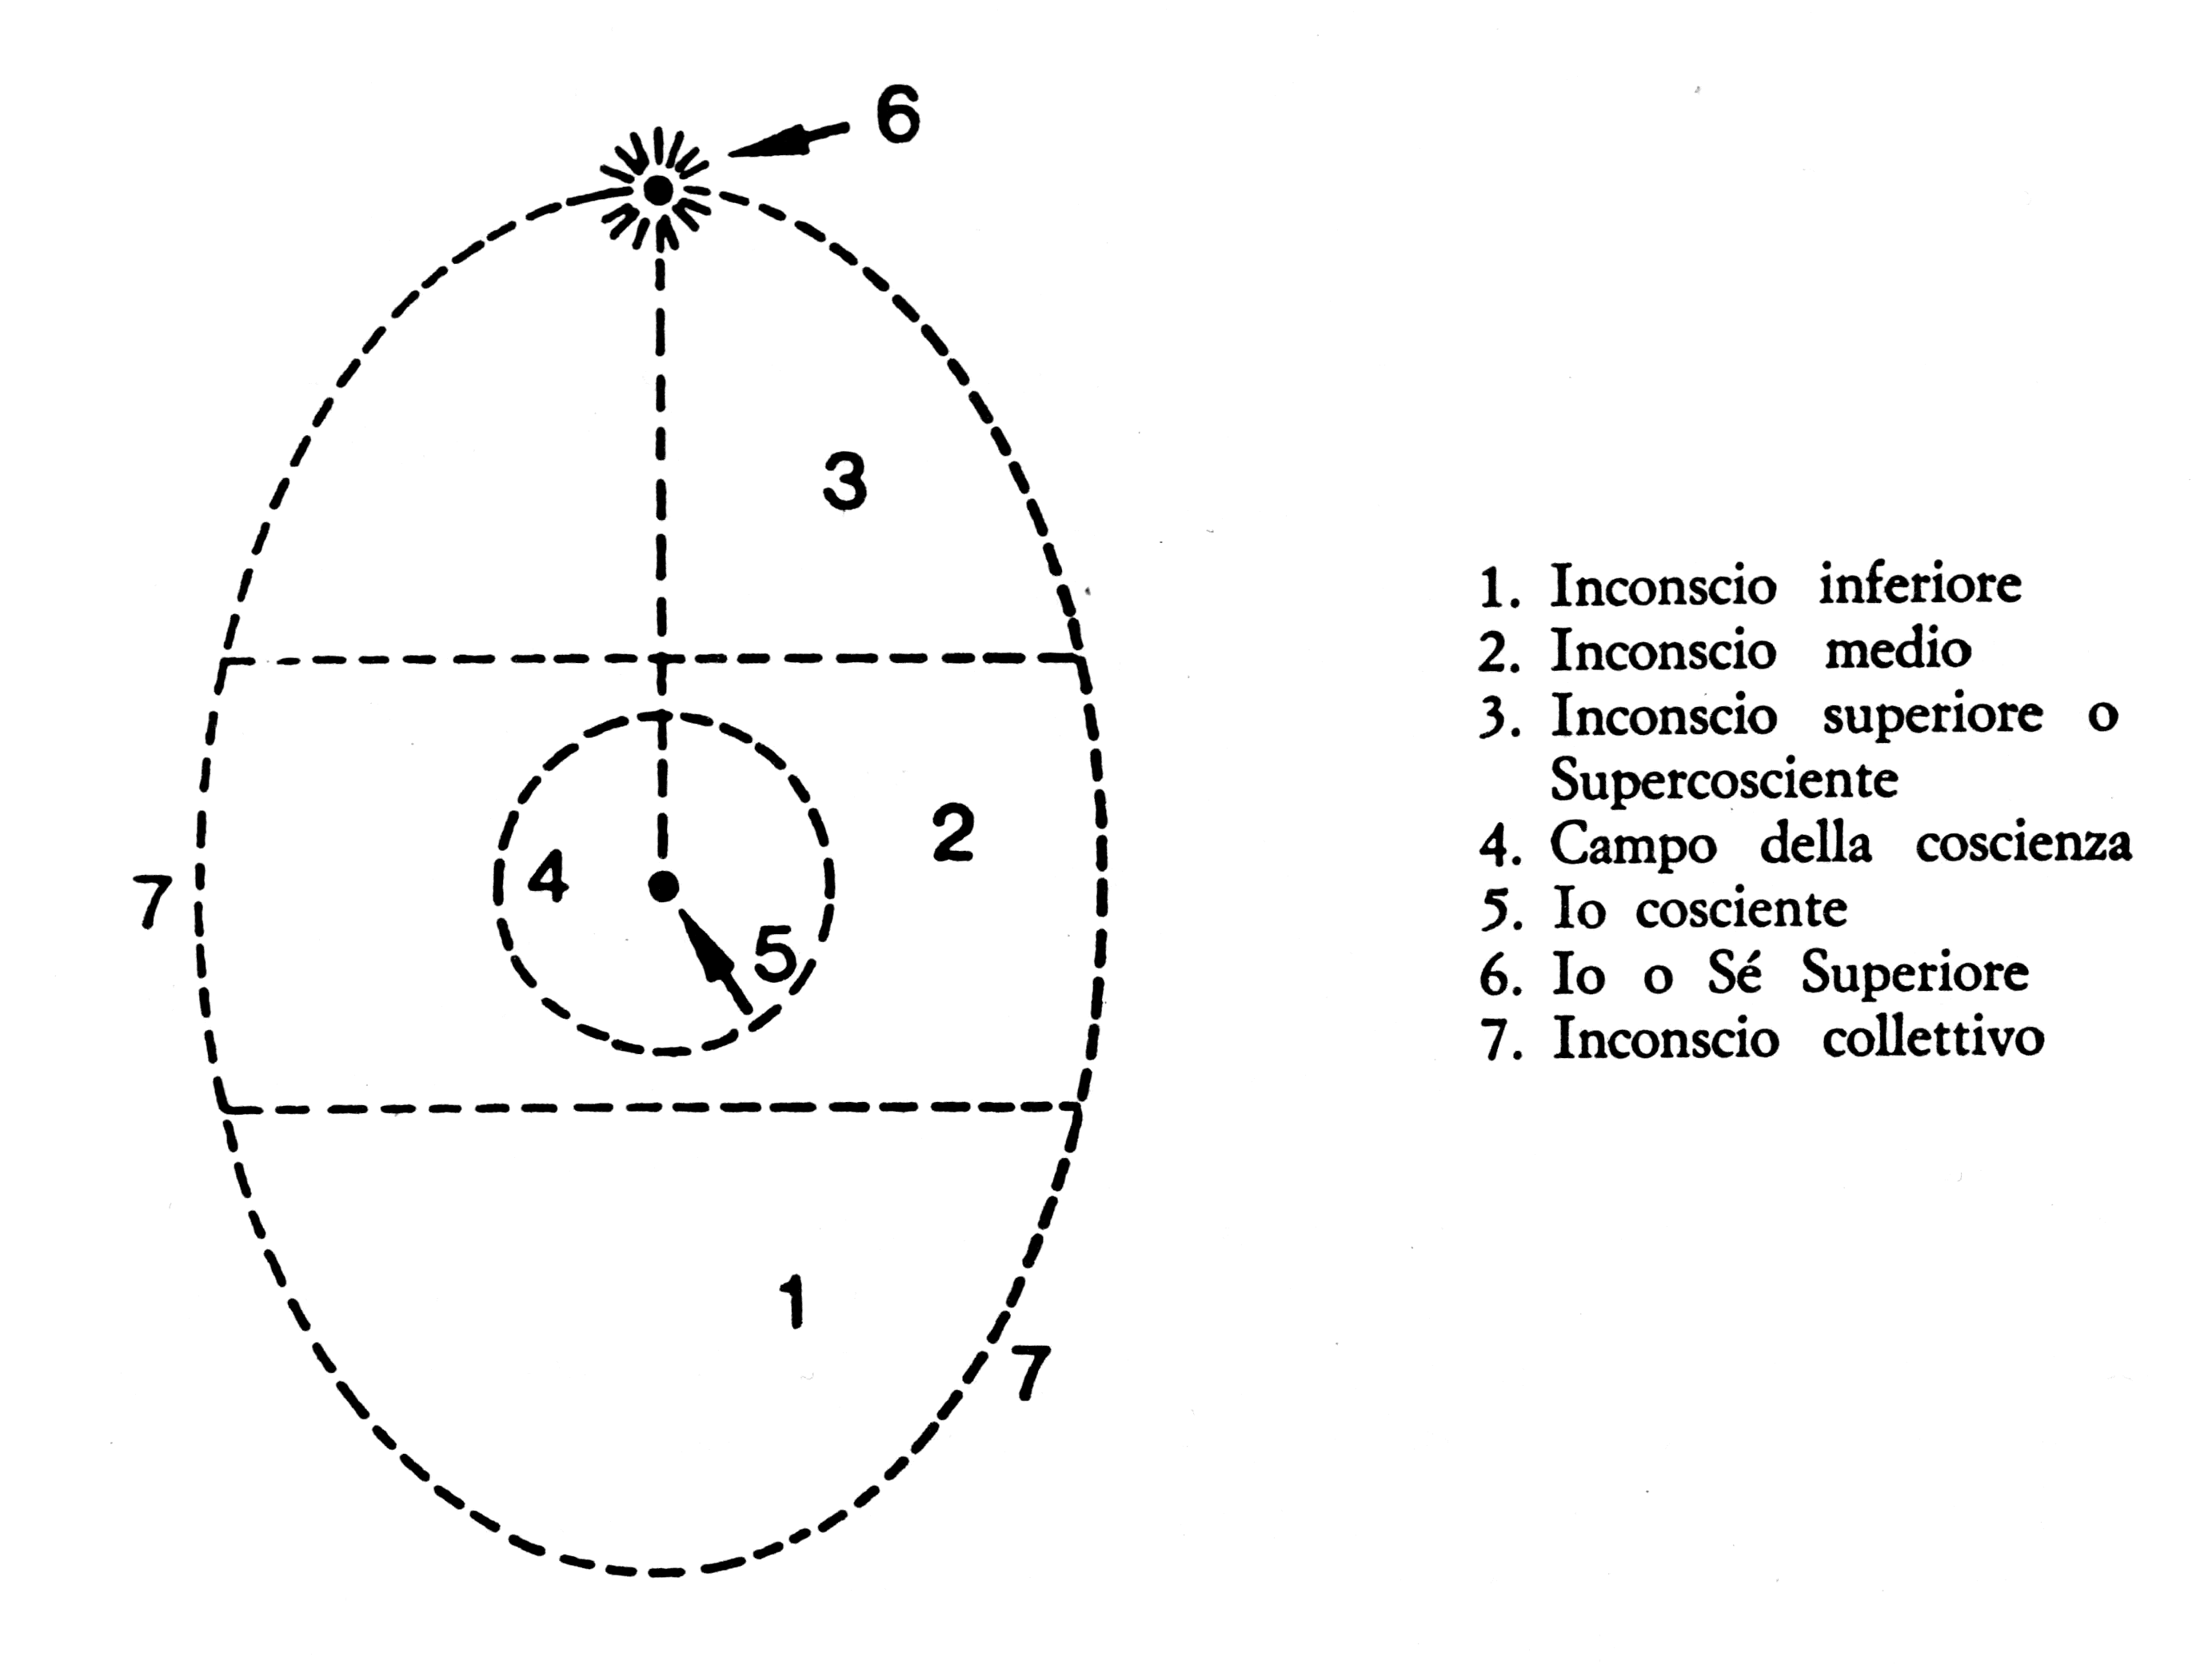 6
3
2
4
5
7
1
7
1. Inconscio inferiore
2. Inconscio medio
3. Inconscio superiore o
Supercosciente
4. Campo della coscienza
5. Io cosciente
6. Io o Sé Superiore
7. Inconscio collettivo